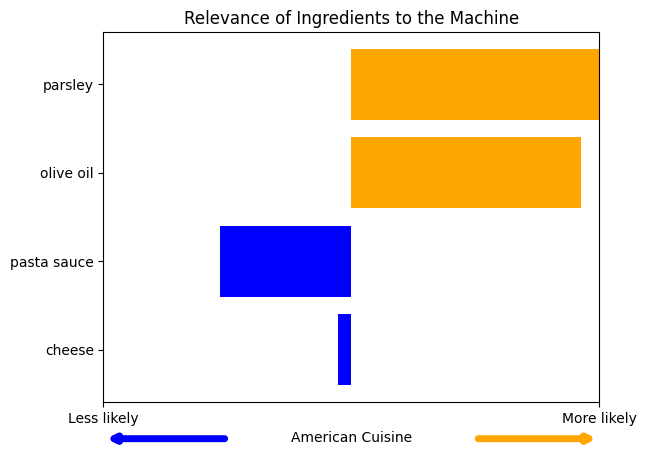 Relevance of Ingredients to the Machine
parsley
olive oil
pasta sauce
cheese
Less likely
More likely
American Cuisine